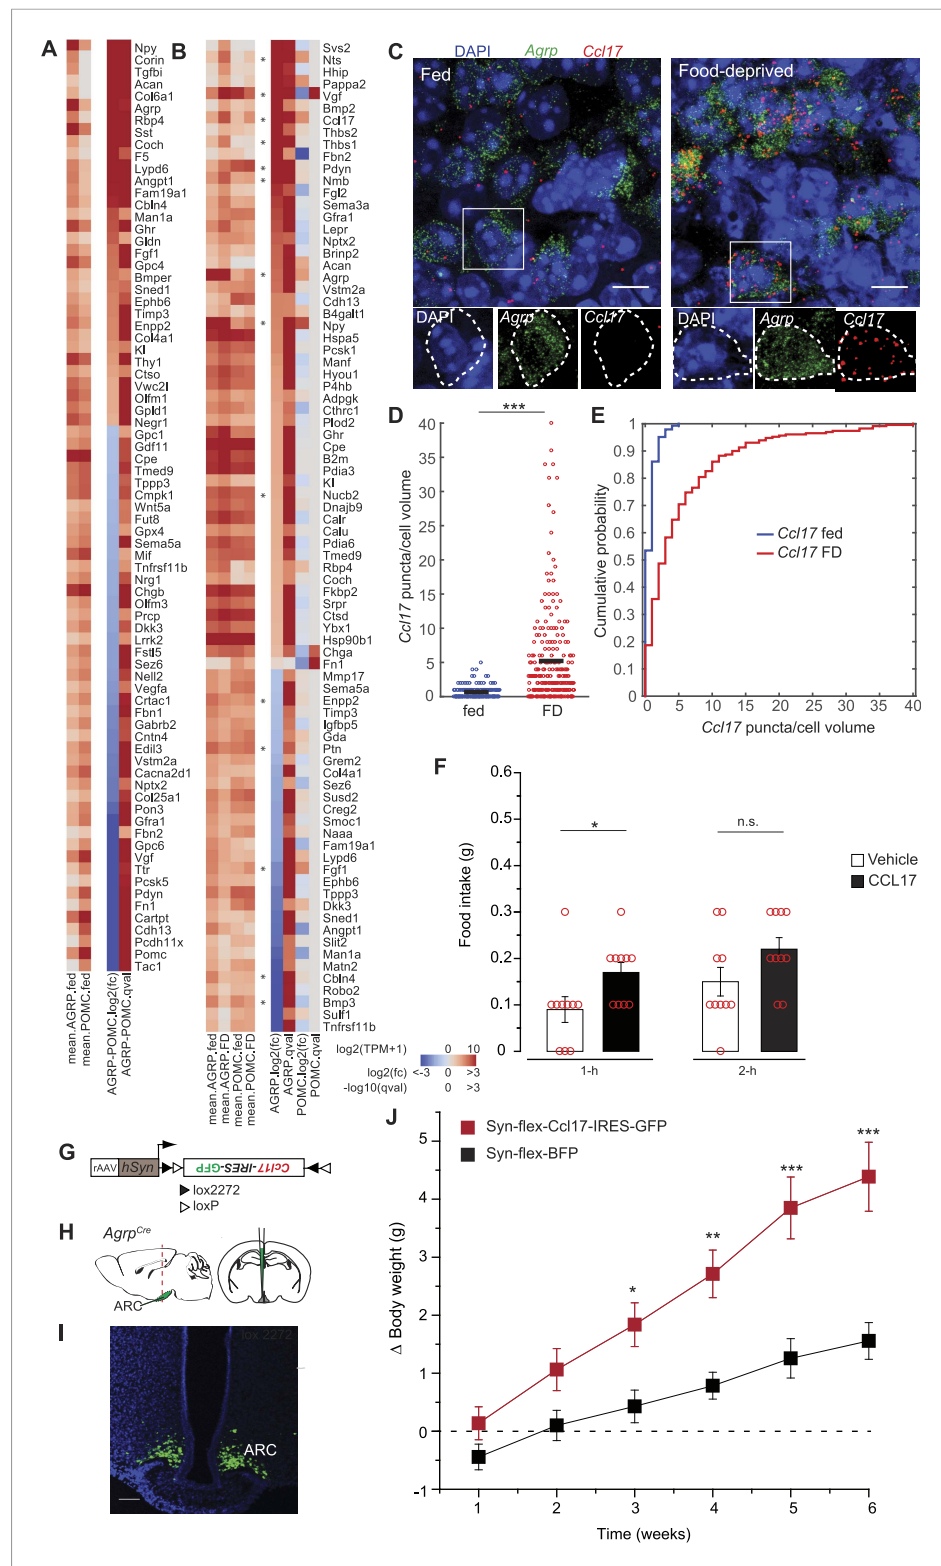 A
Npy
Corin
Tgfbi
Acan
Col6a1
Agrp
Rbp4
Sst
Coch
F5
Lypd6
Angpt1
Fam19a1
Cbln4
Man1a
Ghr
Gldn
Fgf1
Gpc4
Bmper
Sned1
Ephb6
Timp3
Enpp2
Col4a1
Kl
Thy1
Ctso
Vwc2l
Olfm1
Gpld1
Negr1
Gpc1
Gdf11
Cpe
Tmed9
Tppp3
Cmpk1
Wnt5a
Fut8
Gpx4
Sema5a
Mif
Tnfrsf11b
Nrg1
Chgb
Olfm3
Prcp
Dkk3
Lrrk2
Fstl5
Sez6
Nell2
Vegfa
Crtac1
Fbn1
Gabrb2
Cntn4
Edil3
Vstm2a
Cacna2d1
Nptx2
Col25a1
Pon3
Gfra1
Fbn2
Gpc6
Vgf
Ttr
Pcsk5
Pdyn
Fn1
Cartpt
Cdh13
Pcdh11x
Pomc
Tac1
mean.AGRP.fed
mean.POMC.fed
AGRP-POMC.log2(fc)
AGRP-POMC.qval
B
Svs2
* Nts
Hhip
Pappa2
* Vgf
Bmp2
* Ccl17
Thbs2
* Thbs1
Fbn2
* Pdyn
* Nmb
Fgl2
Sema3a
Gfra1
Lepr
Nptx2
Brinp2
Acan
* Agrp
Vstm2a
Cdh13
B4galt1
* Npy
Hspa5
Pcsk1
Manf
Hyou1
P4hb
Adpgk
Cthrc1
Plod2
Ghr
Cpe
B2m
Pdia3
Kl
* Nucb2
Dnajb9
Calr
Calu
Pdia6
Tmed9
Rbp4
Coch
Fkbp2
Srpr
Ctsd
Ybx1
Hsp90b1
Chga
* Fn1
Mmp17
Sema5a
* Enpp2
Timp3
Igfbp5
Gda
* Ptn
Grem2
Col4a1
Sez6
Susd2
Creg2
Smoc1
Naaa
Fam19a1
Lypd6
* Fgf1
Ephb6
Tppp3
Dkk3
Sned1
Angpt1
Slit2
Man1a
Matn2
* Cbln4
Robo2
* Bmp3
Sulf1
Tnfrsf11b
mean.AGRP.fed
mean.AGRP.FD
mean.POMC.fed
mean.POMC.FD
AGRP.log2(fc)
AGRP.qval
POMC.log2(fc)
POMC.qval
log2(TPM+1) 0 10
log2(fc) <-3 0 >3
-log10(qval) 0 >3
C
DAPI Agrp Ccl17
Fed
Food-deprived
DAPI Agrp Ccl17
DAPI Agrp Ccl17
D
***
Ccl17 puncta/cell volume
40
35
30
25
20
15
10
5
0
fed FD
E
Cumulative probability
1
0.9
0.8
0.7
0.6
0.5
0.4
0.3
0.2
0.1
0
Ccl17 fed
Ccl17 FD
0 5 10 15 20 25 30 35 40
Ccl17 puncta/cell volume
F
Food intake (g)
0.6
0.5
0.4
0.3
0.2
0.1
0
* n.s.
Vehicle
CCL17
1-h 2-h
G
rAAV hSyn Ccl17-IRES-GFP
lox2272
loxP
H
AgrpCre
ARC
I
lox 2272
ARC
J
Syn-flex-Ccl17-IRES-GFP
Syn-flex-BFP
Δ Body weight (g)
5
4
3
2
1
0
-1
* ** *** ***
1 2 3 4 5 6
Time (weeks)